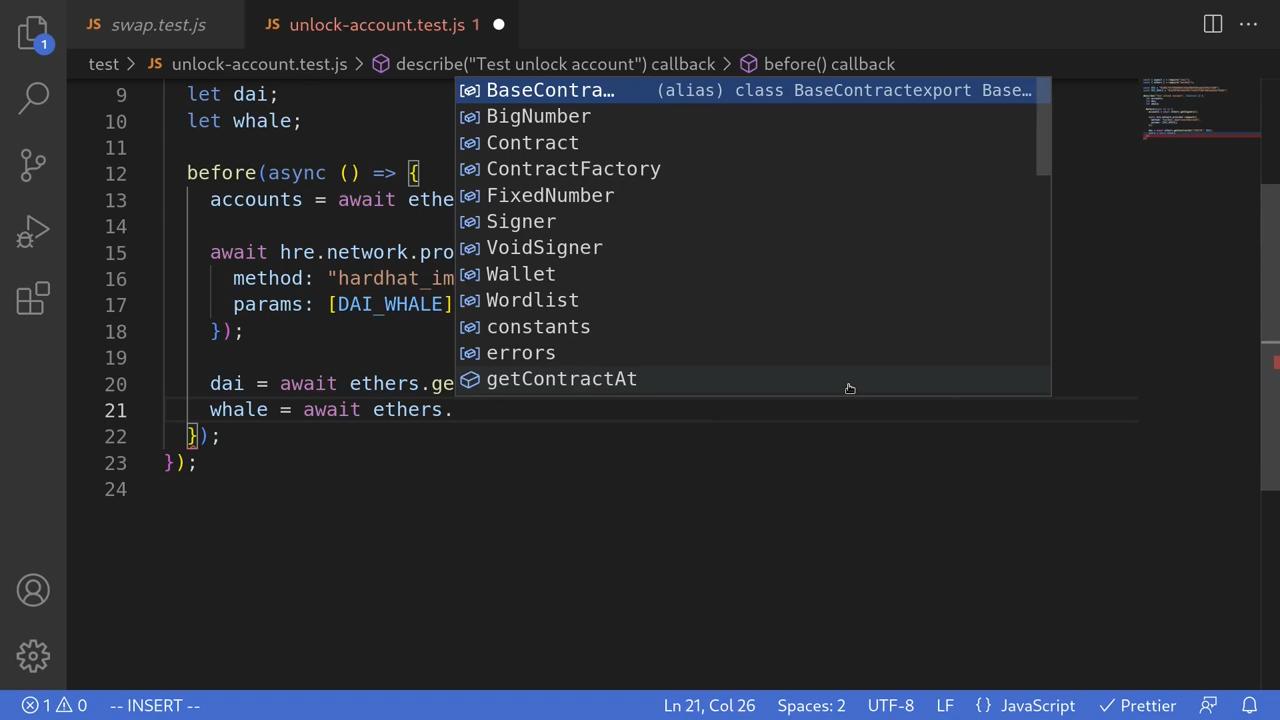 JS swap.test.js
JS unlock-account.test.js 1
1
test > JS unlock-account.test.js > describe("Test unlock account") callback > before() callback
9 let dai;
10 let whale;
11
12 before(async () => {
13 accounts = await ethe
14
15 await hre.network.pro
16 method: "hardhat_im
17 params: [DAI_WHALE]
18 });
19
20 dai = await ethers.ge
21 whale = await ethers.
22 });
23 });
24
BaseContra… (alias) class BaseContractexport Base…
BigNumber
Contract
ContractFactory
FixedNumber
Signer
VoidSigner
Wallet
Wordlist
constants
errors
getContractAt
1 0 -- INSERT -- Ln 21, Col 26 Spaces: 2 UTF-8 LF {} JavaScript Prettier